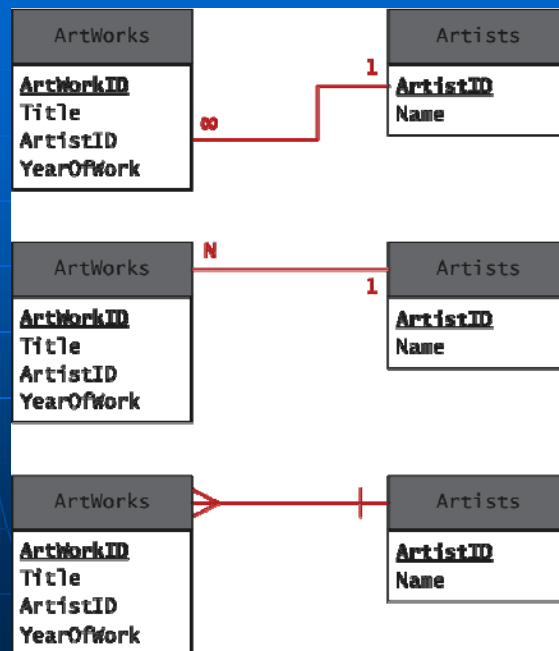 ArtWorks
ArtWorkID
Title
ArtistID
YearOfWork
∞
1
Artists
ArtistID
Name
ArtWorks
ArtWorkID
Title
ArtistID
YearOfWork
N
1
Artists
ArtistID
Name
ArtWorks
ArtWorkID
Title
ArtistID
YearOfWork
Artists
ArtistID
Name